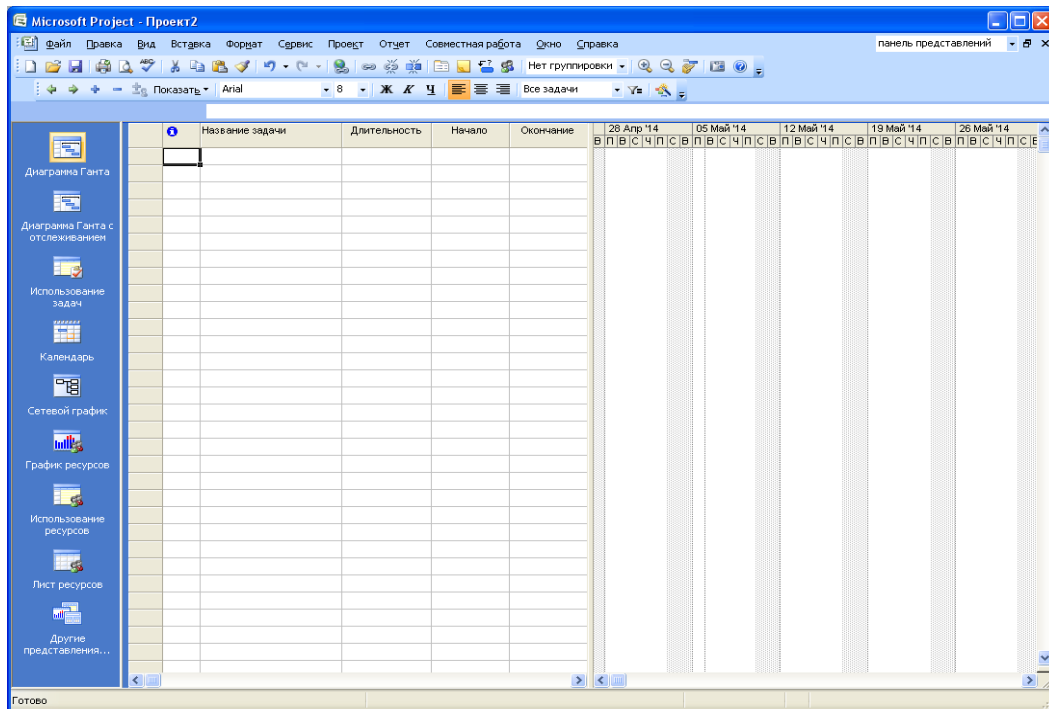 Microsoft Project - Проект2
Файл Правка Вид Вставка Формат Сервис Проект Отчет Совместная работа Окно Справка панель представлений
Нет группировки
Показать Arial 8 Ж К Ч Все задачи
Название задачи Длительность Начало Окончание 28 Апр '14 05 Май '14 12 Май '14 19 Май '14 26 Май '14
В П В С Ч П С В П В С Ч П С В П В С Ч П С В П В С Ч П С В П В С Ч П С В
Диаграмма Ганта
Диаграмма Ганта с
отслеживанием
Использование
задач
Календарь
Сетевой график
График ресурсов
Использование
ресурсов
Лист ресурсов
Другие
представления...
Готово